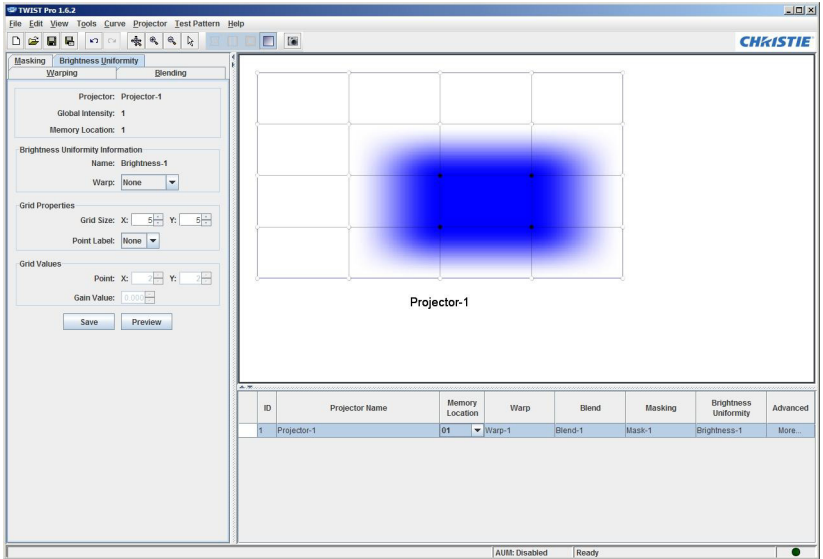 TWIST Pro 1.6.2
File Edit View Tools Curve Projector Test Pattern Help
CHRISTIE
Masking Brightness Uniformity
Warping Blending
Projector: Projector-1
Global Intensity: 1
Memory Location: 1
Brightness Uniformity Information
Name: Brightness-1
Warp: None
Grid Properties
Grid Size: X: 5 Y: 5
Point Label: None
Grid Values
Point: X: 2 Y: 2
Gain Value: 0.000
Save Preview
Projector-1
ID Projector Name Memory Location Warp Blend Masking Brightness Uniformity Advanced
1 Projector-1 01 Warp-1 Blend-1 Mask-1 Brightness-1 More...
AUM: Disabled Ready